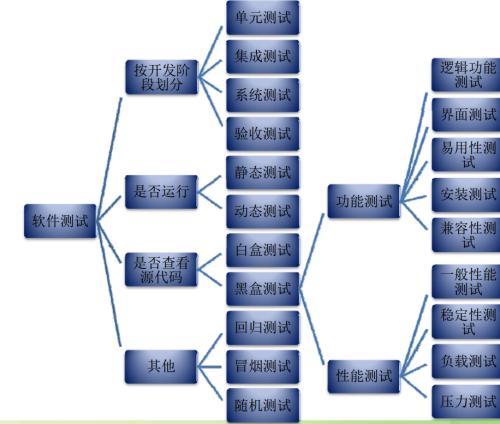 软件测试
按开发阶
段划分
单元测试
集成测试
系统测试
验收测试
是否运行
静态测试
动态测试
是否查看
源代码
白盒测试
黑盒测试
功能测试
逻辑功能
测试
界面测试
易用性测
试
安装测试
兼容性测
试
性能测试
一般性能
测试
稳定性测
试
负载测试
压力测试
其他
回归测试
冒烟测试
随机测试